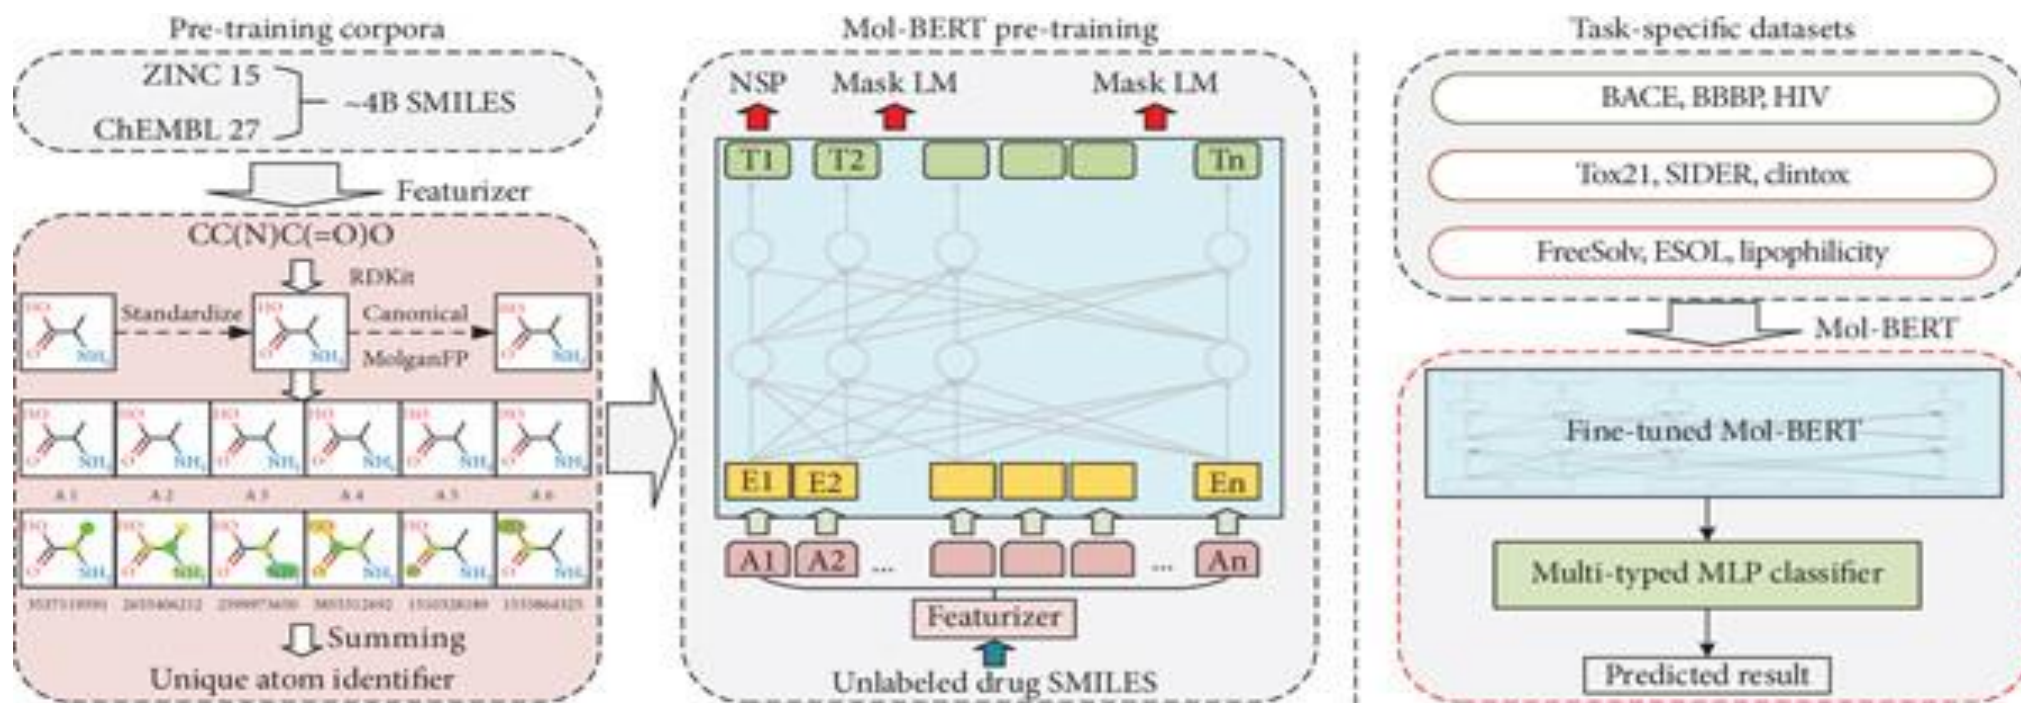 Pre-training corpora
ZINC 15
~4B SMILES
ChEMBL 27
Featurizer
CC(N)C(=O)O
RDKit
Standardize
Canonical
MolganFP
HO
O
NH
A 1
A 2
A 3
A 4
A 5
A 6
Summing
Unique atom identifier
Mol-BERT pre-training
NSP
Mask LM
Mask LM
T1
T2
Tn
E1
E2
En
A1
A2
...
...
An
Featurizer
Unlabeled drug SMILES
Task-specific datasets
BACE, BBBP, HIV
Tox21, SIDER, clintox
FreeSolv, ESOL, lipophilicity
Mol-BERT
Fine-tuned Mol-BERT
Multi-typed MLP classifier
Predicted result